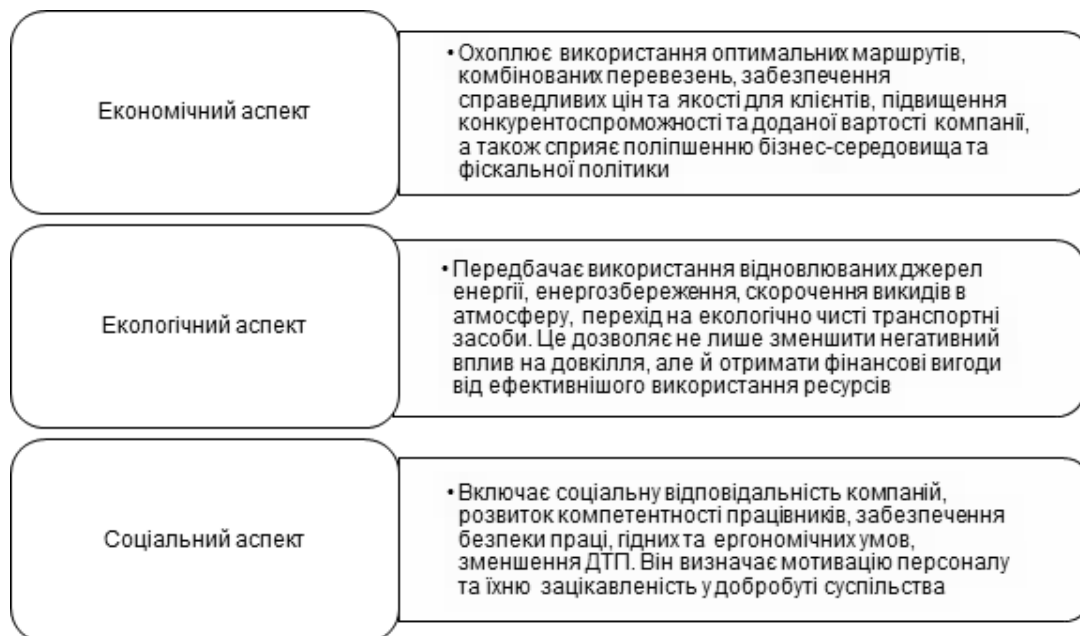 Економічний аспект
• Охоплює використання оптимальних маршрутів,
комбінованих перевезень, забезпечення
справедливих цін та якості для клієнтів, підвищення
конкурентоспроможності та доданої вартості компанії,
а також сприяє поліпшенню бізнес-середовища та
фіскальної політики
Екологічний аспект
• Передбачає використання відновлюваних джерел
енергії, енергозбереження, скорочення викидів в
атмосферу, перехід на екологічно чисті транспортні
засоби. Це дозволяє не лише зменшити негативний
вплив на довкілля, але й отримати фінансові вигоди
від ефективнішого використання ресурсів
Соціальний аспект
• Включає соціальну відповідальність компаній,
розвиток компетентності працівників, забезпечення
безпеки праці, гідних та ергономічних умов,
зменшення ДТП. Він визначає мотивацію персоналу
та їхню зацікавленість у добробуті суспільства